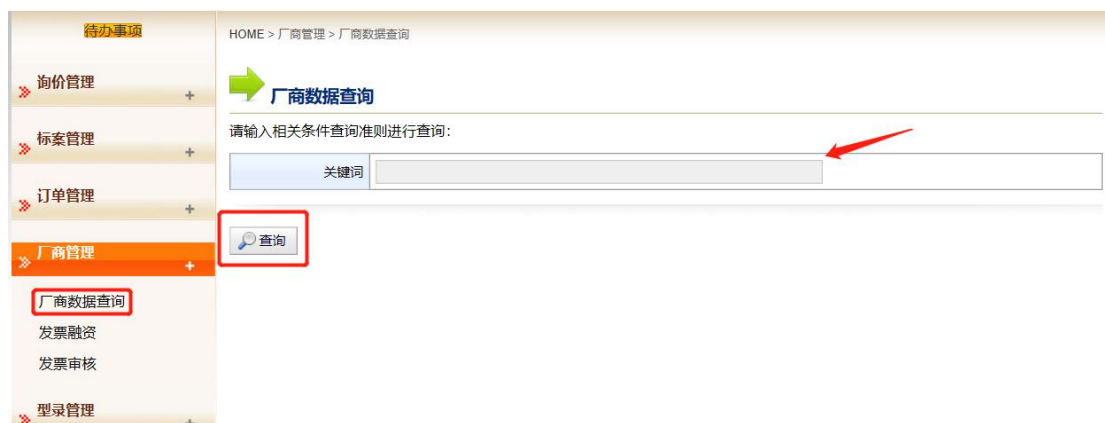 待办事项
询价管理
标案管理
订单管理
厂商管理
厂商数据查询
发票融资
发票审核
型录管理
HOME > 厂商管理 > 厂商数据查询
厂商数据查询
请输入相关条件查询准则进行查询：
关键词
查询